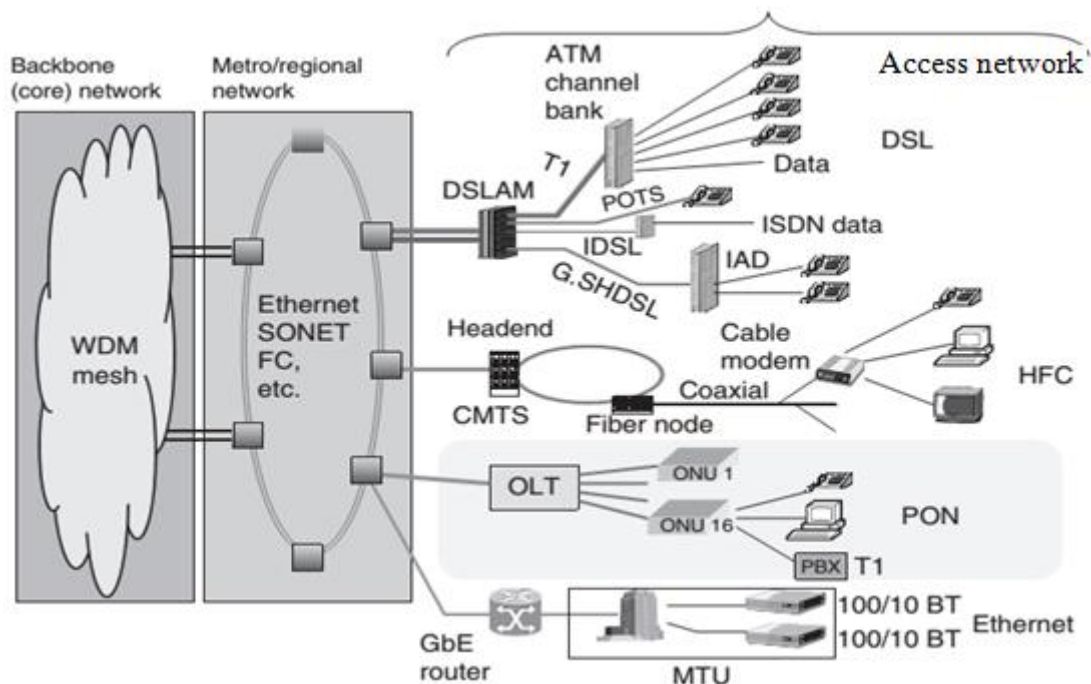 Backbone
(core) network
Metro/regional
network
ATM
channel
bank
Access network
DSL
T1
Data
DSLAM
POTS
ISDN data
IDSL
IAD
G.SHDSL
WDM
mesh
Ethernet
SONET
FC,
etc.
Headend
Cable
modem
HFC
Coaxial
CMTS
Fiber node
OLT
ONU 1
ONU 16
PON
PBX
T1
100/10 BT
Ethernet
100/10 BT
GbE
router
MTU